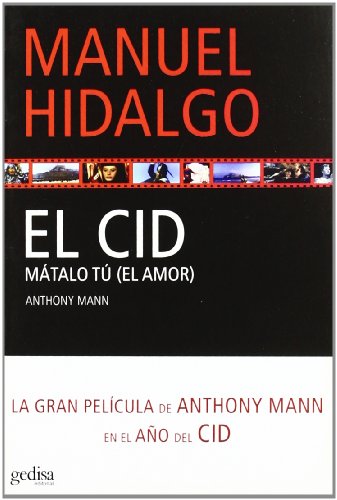 MANUEL
HIDALGO
EL CID
MÁTALO TÚ (EL AMOR)
ANTHONY MANN
LA GRAN PELÍCULA DE ANTHONY MANN
EN EL AÑO DEL CID
gedisa
editorial